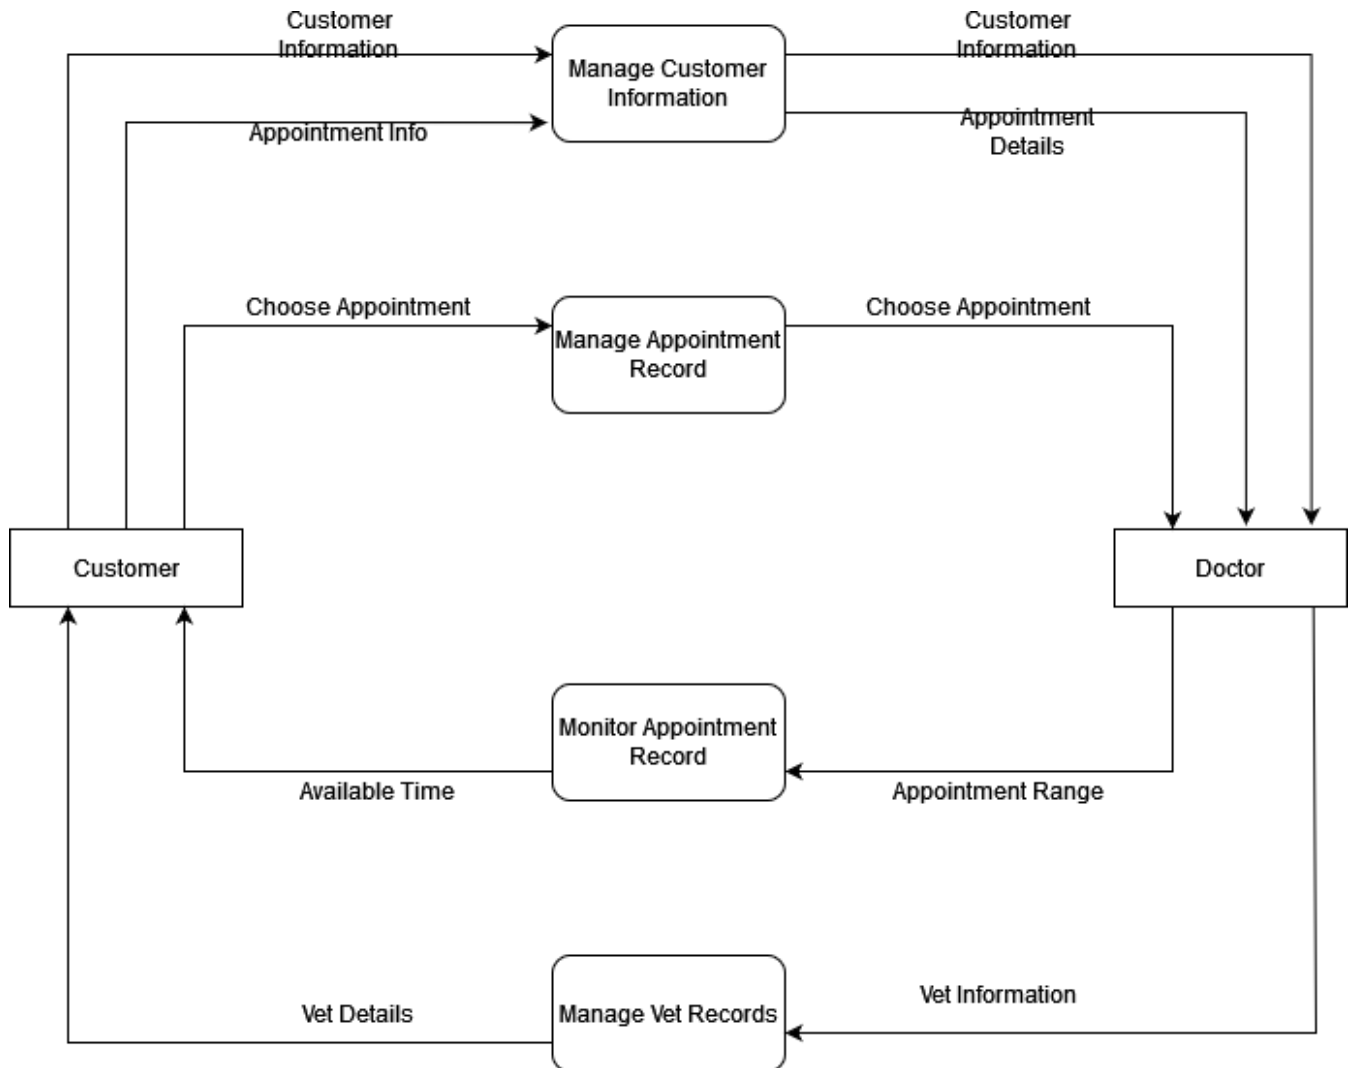 Customer
Information
Customer
Information
Manage Customer
Information
Appointment Info
Appointment
Details
Choose Appointment
Choose Appointment
Manage Appointment
Record
Customer
Doctor
Monitor Appointment
Record
Available Time
Appointment Range
Vet Details
Manage Vet Records
Vet Information